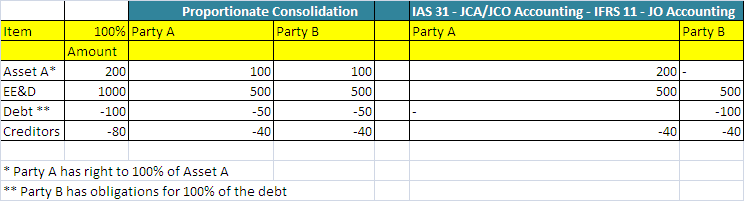 Proportionate Consolidation IAS 31 - JCA/JCO Accounting - IFRS 11 - JO Accounting
Item 100% Party A Party B Party A Party B
Amount
Asset A* 200 100 100 200 -
EE&D 1000 500 500 500 500
Debt ** -100 -50 -50 - -100
Creditors -80 -40 -40 -40 -40
* Party A has right to 100% of Asset A
** Party B has obligations for 100% of the debt